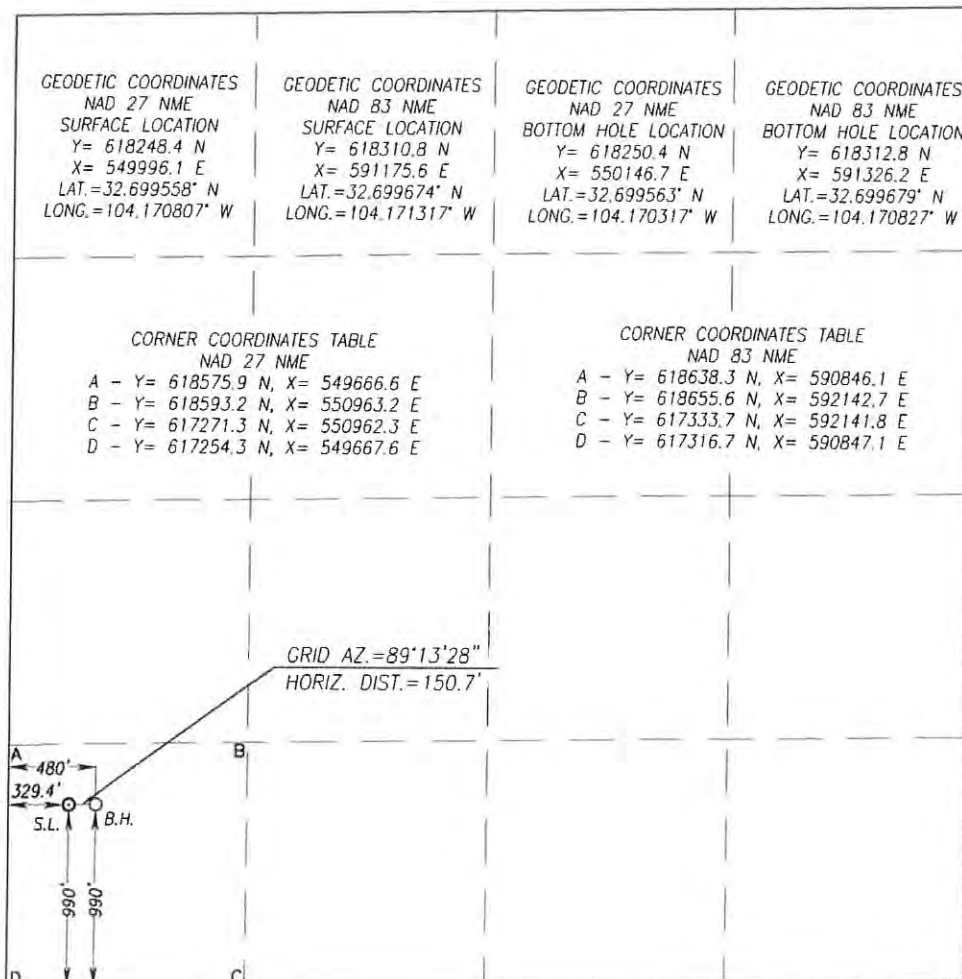 GEODETIC COORDINATES
NAD 27 NME
SURFACE LOCATION
Y= 618248.4 N
X= 549996.1 E
LAT.=32.699558° N
LONG.=104.170807° W
GEODETIC COORDINATES
NAD 83 NME
SURFACE LOCATION
Y= 618310.8 N
X= 591175.6 E
LAT.=32.699674° N
LONG.=104.171317° W
GEODETIC COORDINATES
NAD 27 NME
BOTTOM HOLE LOCATION
Y= 618250.4 N
X= 550146.7 E
LAT.=32.699563° N
LONG.=104.170317° W
GEODETIC COORDINATES
NAD 83 NME
BOTTOM HOLE LOCATION
Y= 618312.8 N
X= 591326.2 E
LAT.=32.699679° N
LONG.=104.170827° W
CORNER COORDINATES TABLE
NAD 27 NME
A - Y= 618575.9 N, X= 549666.6 E
B - Y= 618593.2 N, X= 550963.2 E
C - Y= 617271.3 N, X= 550962.3 E
D - Y= 617254.3 N, X= 549667.6 E
CORNER COORDINATES TABLE
NAD 83 NME
A - Y= 618638.3 N, X= 590846.1 E
B - Y= 618655.6 N, X= 592142.7 E
C - Y= 617333.7 N, X= 592141.8 E
D - Y= 617316.7 N, X= 590847.1 E
GRID AZ.=89°13'28"
HORIZ. DIST.=150.7'
A
B
480'
329.4'
S.L.
B.H.
990'
990'
D
C